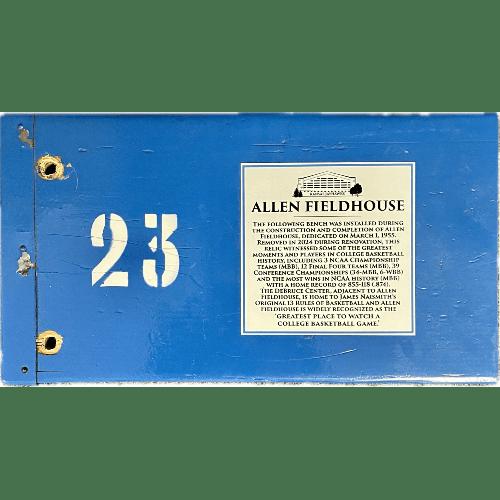 23
ALLEN FIELDHOUSE
THE FOLLOWING BENCH WAS INSTALLED DURING
THE CONSTRUCTION AND COMPLETION OF ALLEN
FIELDHOUSE, DEDICATED ON MARCH 1, 1955.
REMOVED IN 2024 DURING RENOVATION, THIS
RELIC WITNESSED SOME OF THE GREATEST
MOMENTS AND PLAYERS IN COLLEGE BASKETBALL
HISTORY, INCLUDING 3 NCAA CHAMPIONSHIP
TEAMS (MBB), 12 FINAL FOUR TEAMS (MBB), 39
CONFERENCE CHAMPIONSHIPS (34-MBB, 6-WBB)
AND THE MOST WINS IN NCAA HISTORY (MBB)
WITH A HOME RECORD OF 855-118 (.876).
THE DEBRUCE CENTER, ADJACENT TO ALLEN
FIELDHOUSE, IS HOME TO JAMES NAISMITH'S
ORIGINAL 13 RULES OF BASKETBALL AND ALLEN
FIELDHOUSE IS WIDELY RECOGNIZED AS THE
"GREATEST PLACE TO WATCH A
COLLEGE BASKETBALL GAME."